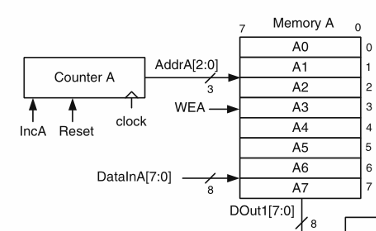 Memory A
7 0
AddrA[2:0]
A0 0
Counter A
A1 1
3
A2 2
WEA
A3 3
clock
IncA Reset
A4 4
A5 5
DataInA[7:0]
A6 6
8
A7 7
DOut1[7:0]
8